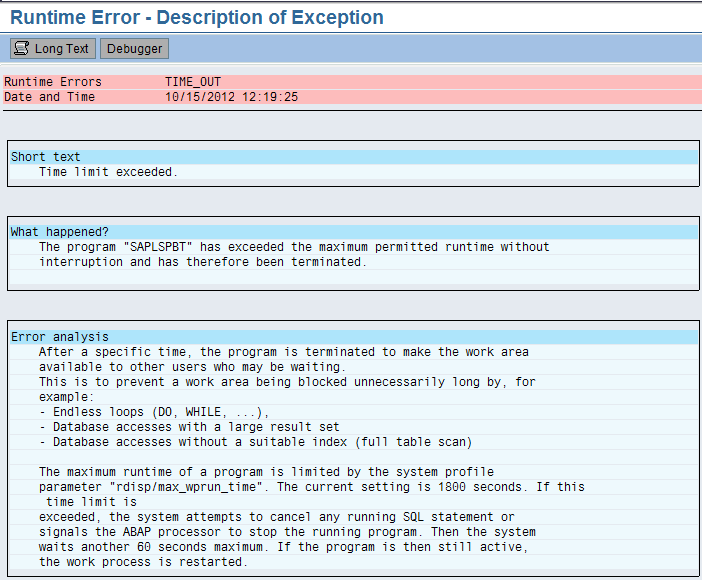 Runtime Error - Description of Exception
Long Text Debugger
Runtime Errors TIME_OUT
Date and Time 10/15/2012 12:19:25
Short text
Time limit exceeded.
What happened?
The program "SAPLSPBT" has exceeded the maximum permitted runtime without
interruption and has therefore been terminated.
Error analysis
After a specific time, the program is terminated to make the work area
available to other users who may be waiting.
This is to prevent a work area being blocked unnecessarily long by, for
example:
- Endless loops (DO, WHILE, ...),
- Database accesses with a large result set
- Database accesses without a suitable index (full table scan)
The maximum runtime of a program is limited by the system profile
parameter "rdisp/max_wprun_time". The current setting is 1800 seconds. If this
time limit is
exceeded, the system attempts to cancel any running SQL statement or
signals the ABAP processor to stop the running program. Then the system
waits another 60 seconds maximum. If the program is then still active,
the work process is restarted.